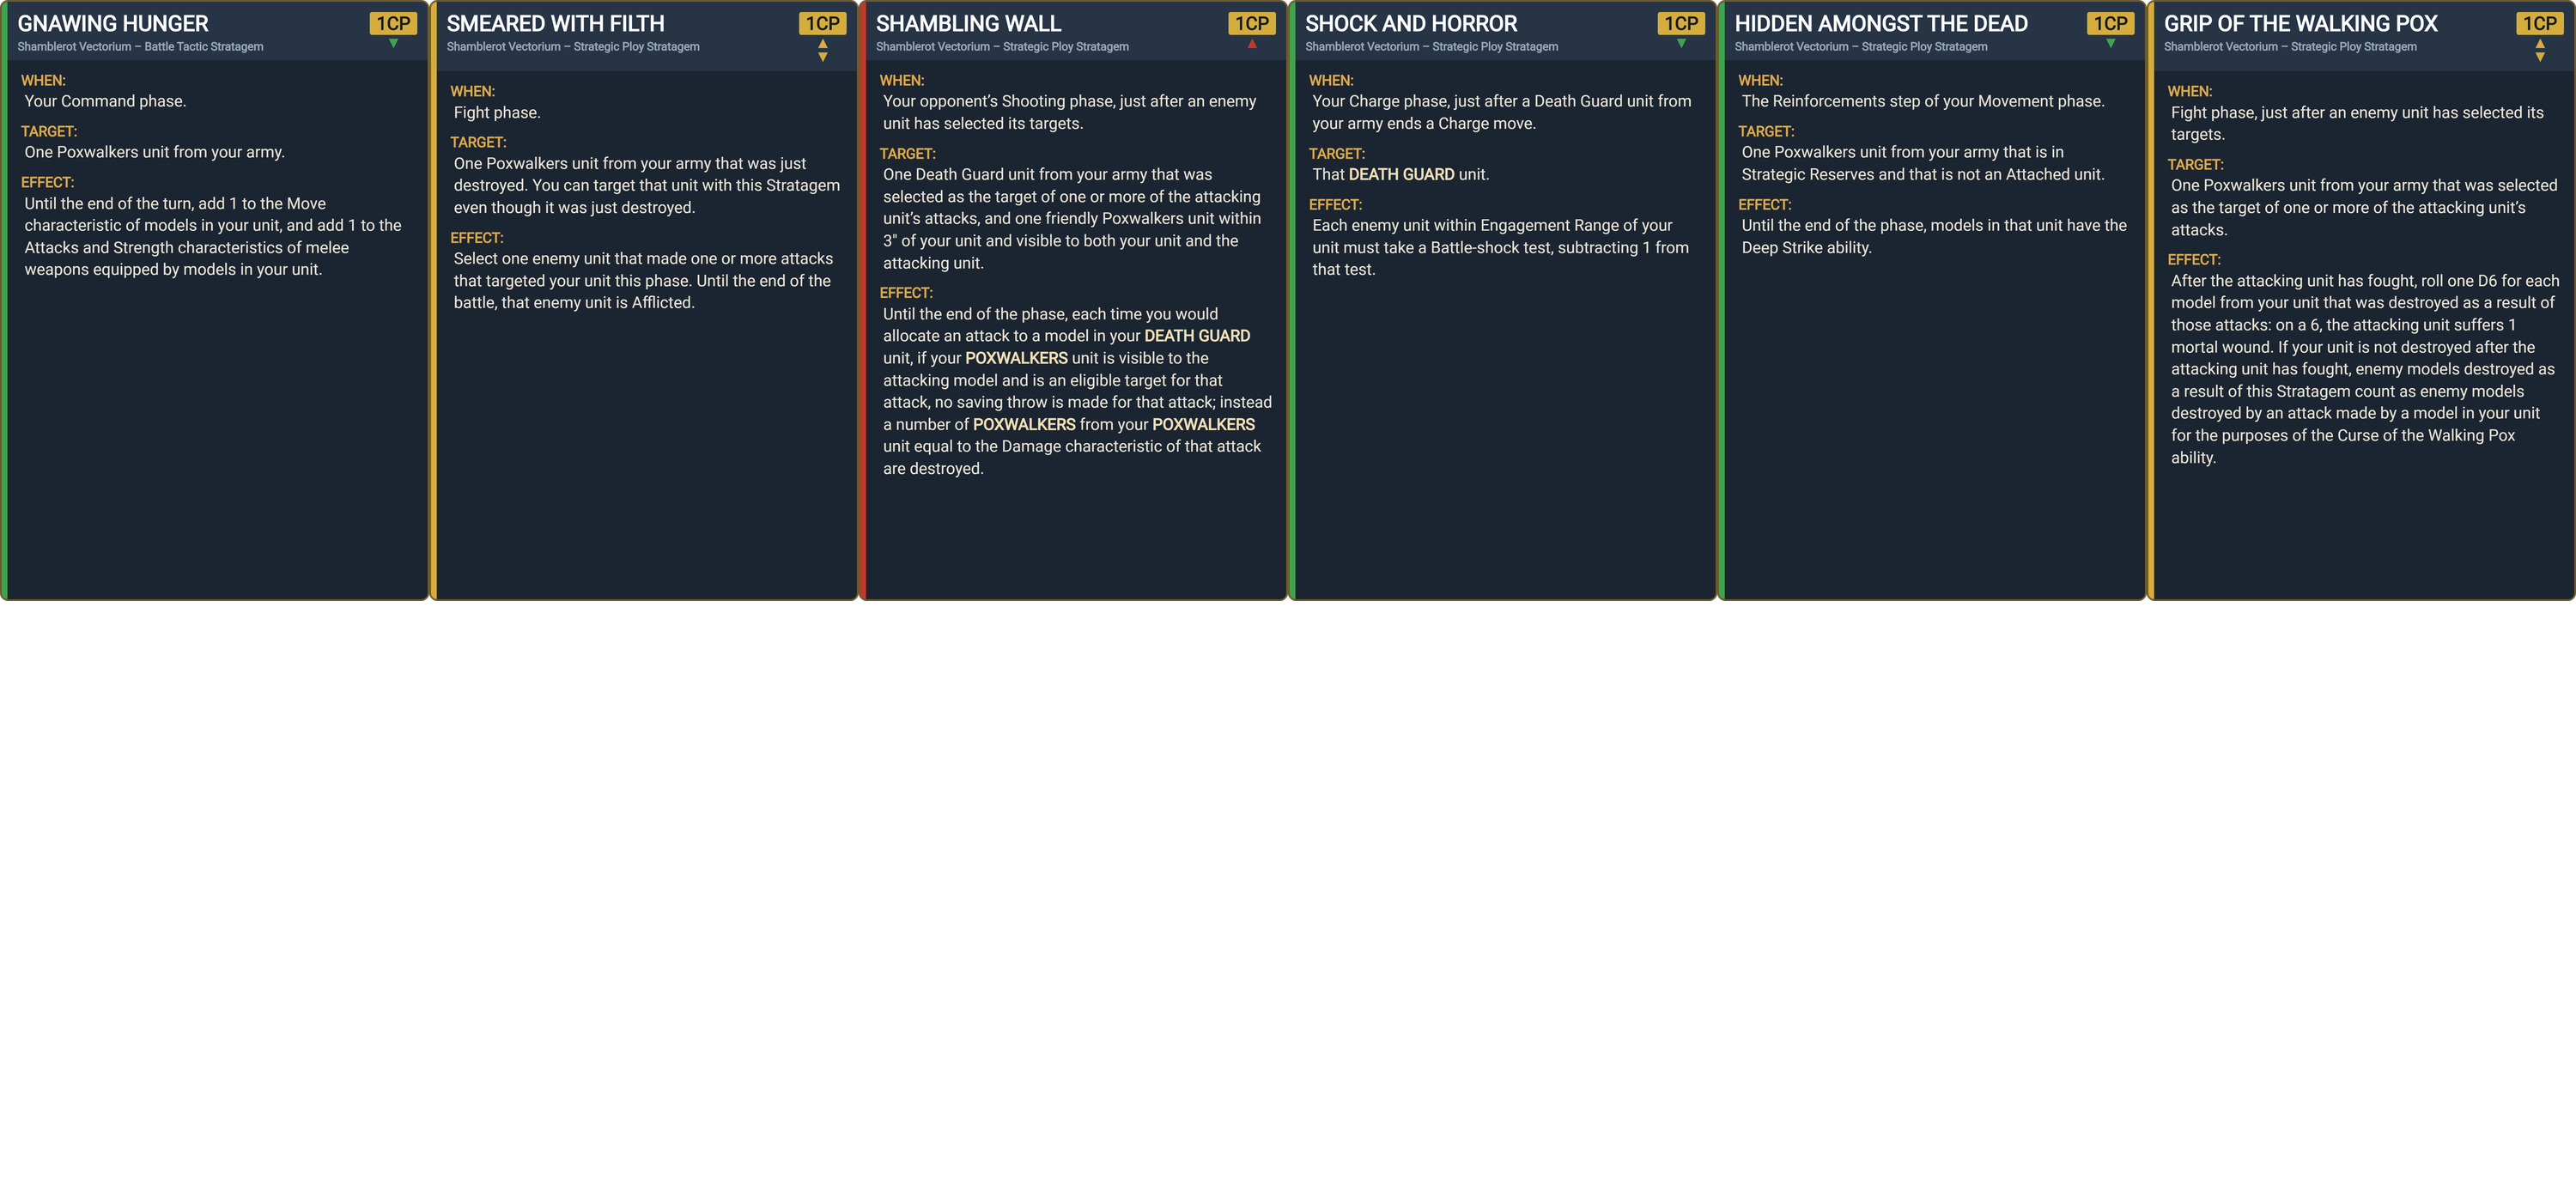 GNAWING HUNGER
1CP
Shamblerot Vectorium – Battle Tactic Stratagem
WHEN:
Your Command phase.
TARGET:
One Poxwalkers unit from your army.
EFFECT:
Until the end of the turn, add 1 to the Move
characteristic of models in your unit, and add 1 to the
Attacks and Strength characteristics of melee
weapons equipped by models in your unit.
SMEARED WITH FILTH
1CP
Shamblerot Vectorium – Strategic Ploy Stratagem
WHEN:
Fight phase.
TARGET:
One Poxwalkers unit from your army that was just
destroyed. You can target that unit with this Stratagem
even though it was just destroyed.
EFFECT:
Select one enemy unit that made one or more attacks
that targeted your unit this phase. Until the end of the
battle, that enemy unit is Afflicted.
SHAMBLING WALL
1CP
Shamblerot Vectorium – Strategic Ploy Stratagem
WHEN:
Your opponent’s Shooting phase, just after an enemy
unit has selected its targets.
TARGET:
One Death Guard unit from your army that was
selected as the target of one or more of the attacking
unit’s attacks, and one friendly Poxwalkers unit within
3" of your unit and visible to both your unit and the
attacking unit.
EFFECT:
Until the end of the phase, each time you would
allocate an attack to a model in your DEATH GUARD
unit, if your POXWALKERS unit is visible to the
attacking model and is an eligible target for that
attack, no saving throw is made for that attack; instead
a number of POXWALKERS from your POXWALKERS
unit equal to the Damage characteristic of that attack
are destroyed.
SHOCK AND HORROR
1CP
Shamblerot Vectorium – Strategic Ploy Stratagem
WHEN:
Your Charge phase, just after a Death Guard unit from
your army ends a Charge move.
TARGET:
That DEATH GUARD unit.
EFFECT:
Each enemy unit within Engagement Range of your
unit must take a Battle-shock test, subtracting 1 from
that test.
HIDDEN AMONGST THE DEAD
1CP
Shamblerot Vectorium – Strategic Ploy Stratagem
WHEN:
The Reinforcements step of your Movement phase.
TARGET:
One Poxwalkers unit from your army that is in
Strategic Reserves and that is not an Attached unit.
EFFECT:
Until the end of the phase, models in that unit have the
Deep Strike ability.
GRIP OF THE WALKING POX
1CP
Shamblerot Vectorium – Strategic Ploy Stratagem
WHEN:
Fight phase, just after an enemy unit has selected its
targets.
TARGET:
One Poxwalkers unit from your army that was selected
as the target of one or more of the attacking unit’s
attacks.
EFFECT:
After the attacking unit has fought, roll one D6 for each
model from your unit that was destroyed as a result of
those attacks: on a 6, the attacking unit suffers 1
mortal wound. If your unit is not destroyed after the
attacking unit has fought, enemy models destroyed as
a result of this Stratagem count as enemy models
destroyed by an attack made by a model in your unit
for the purposes of the Curse of the Walking Pox
ability.